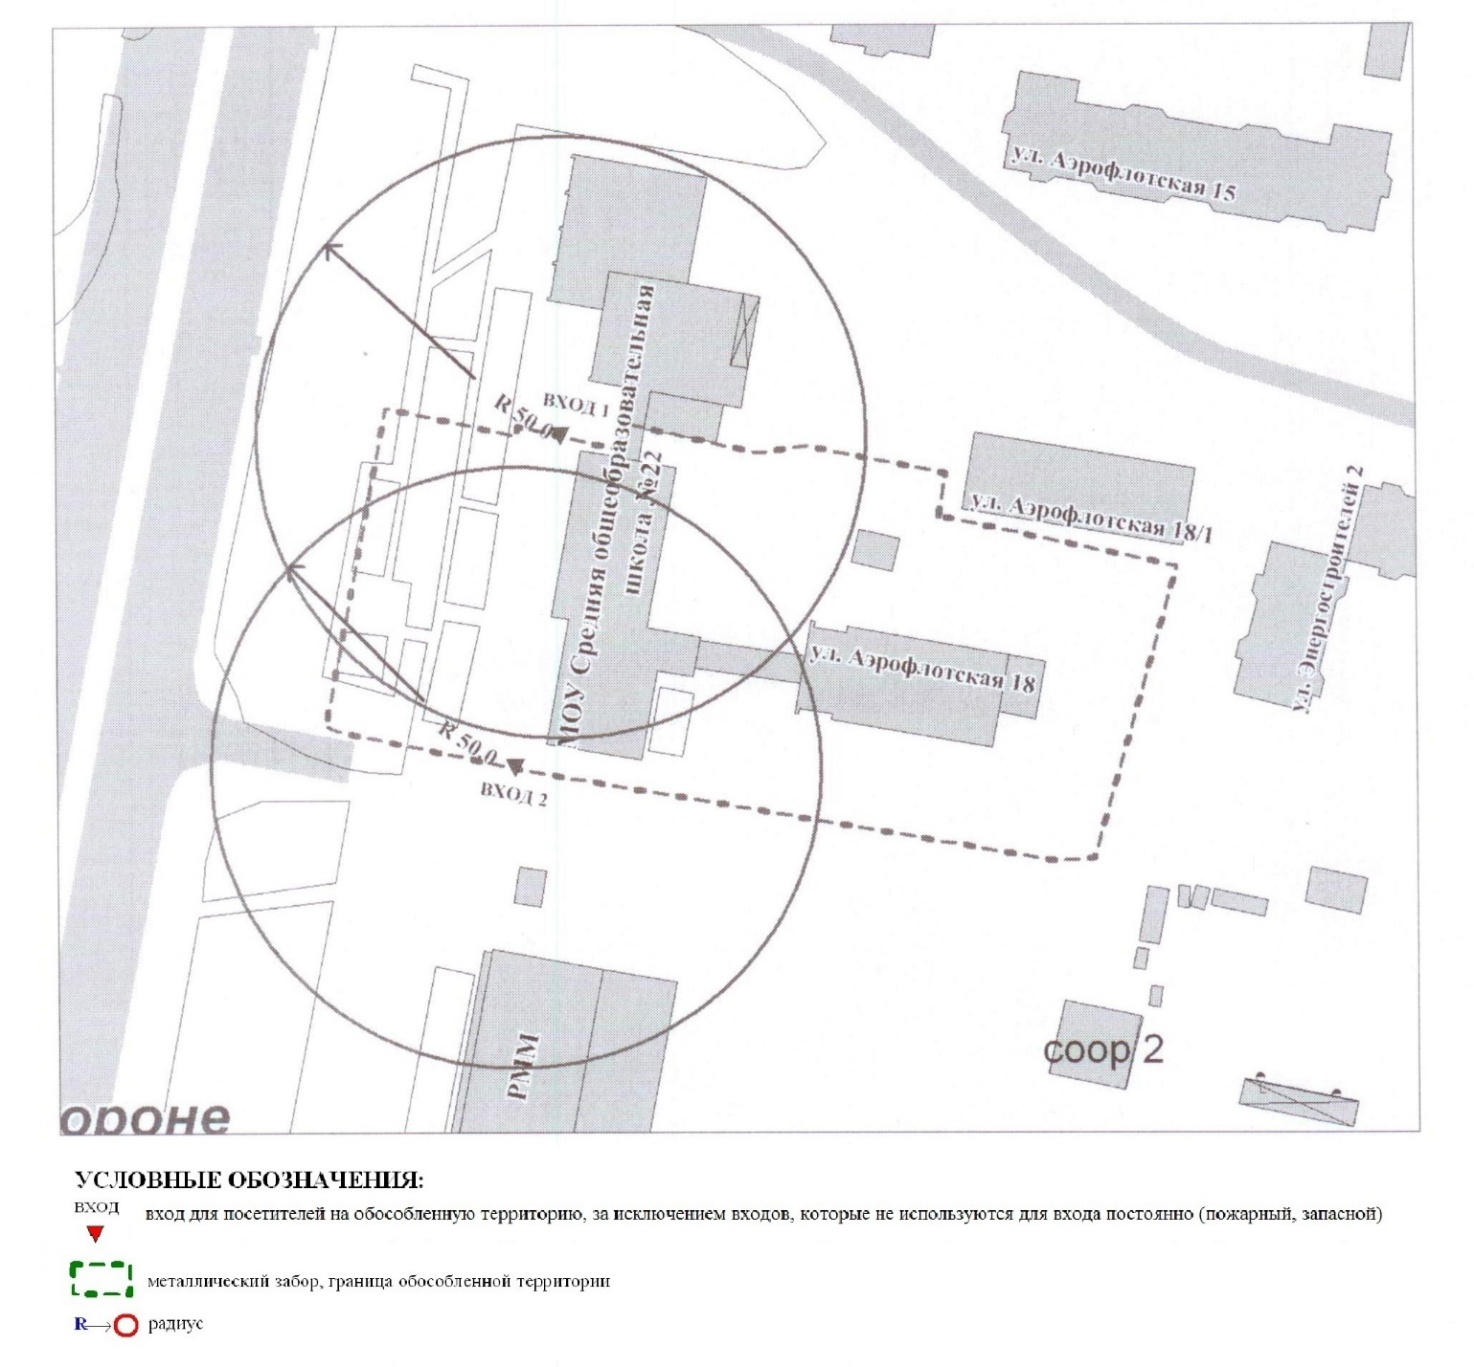 ул. Аэрофлотская 15
R 50,0
ВХОД 1
МОУ Средняя общеобразовательная
школа №22
ул. Аэрофлотская 18/1
ул. Энергостроителей 2
ул. Аэрофлотская 18
R 50,0
ВХОД 2
РММ
соор 2
ороне
УСЛОВНЫЕ ОБОЗНАЧЕНИЯ:
ВХОД вход для посетителей на обособленную территорию, за исключением входов, которые не используются для входа постоянно (пожарный, запасной)
металлический забор, граница обособленной территории
R радиус